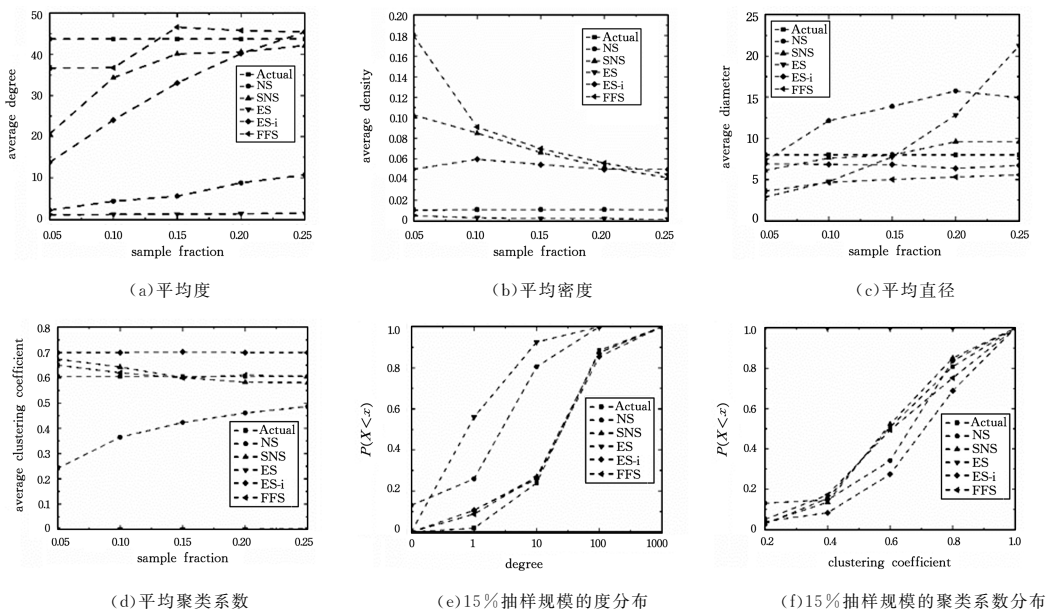 50
40
30
20
10
0
average degree
0.05 0.10 0.15 0.20 0.25
sample fraction
Actual
NS
SNS
ES
ES-i
FFS
(a)平均度
0.20
0.18
0.16
0.14
0.12
0.10
0.08
0.06
0.04
0.02
0
average density
0.05 0.10 0.15 0.20 0.25
sample fraction
Actual
NS
SNS
ES
ES-i
FFS
(b)平均密度
25
20
15
10
5
0
average diameter
0.05 0.10 0.15 0.20 0.25
sample fraction
Actual
NS
SNS
ES
ES-i
FFS
(c)平均直径
0.8
0.7
0.6
0.5
0.4
0.3
0.2
0.1
0
average clustering coefficient
0.05 0.10 0.15 0.20 0.25
sample fraction
Actual
NS
SNS
ES
ES-i
FFS
(d)平均聚类系数
1.0
0.8
0.6
0.4
0.2
0
P(X<x)
0 1 10 100 1000
degree
Actual
NS
SNS
ES
ES-i
FFS
(e)15%抽样规模的度分布
1.0
0.8
0.6
0.4
0.2
0
P(X<x)
0.2 0.4 0.6 0.8 1.0
clustering coefficient
Actual
NS
SNS
ES
ES-i
FFS
(f)15%抽样规模的聚类系数分布